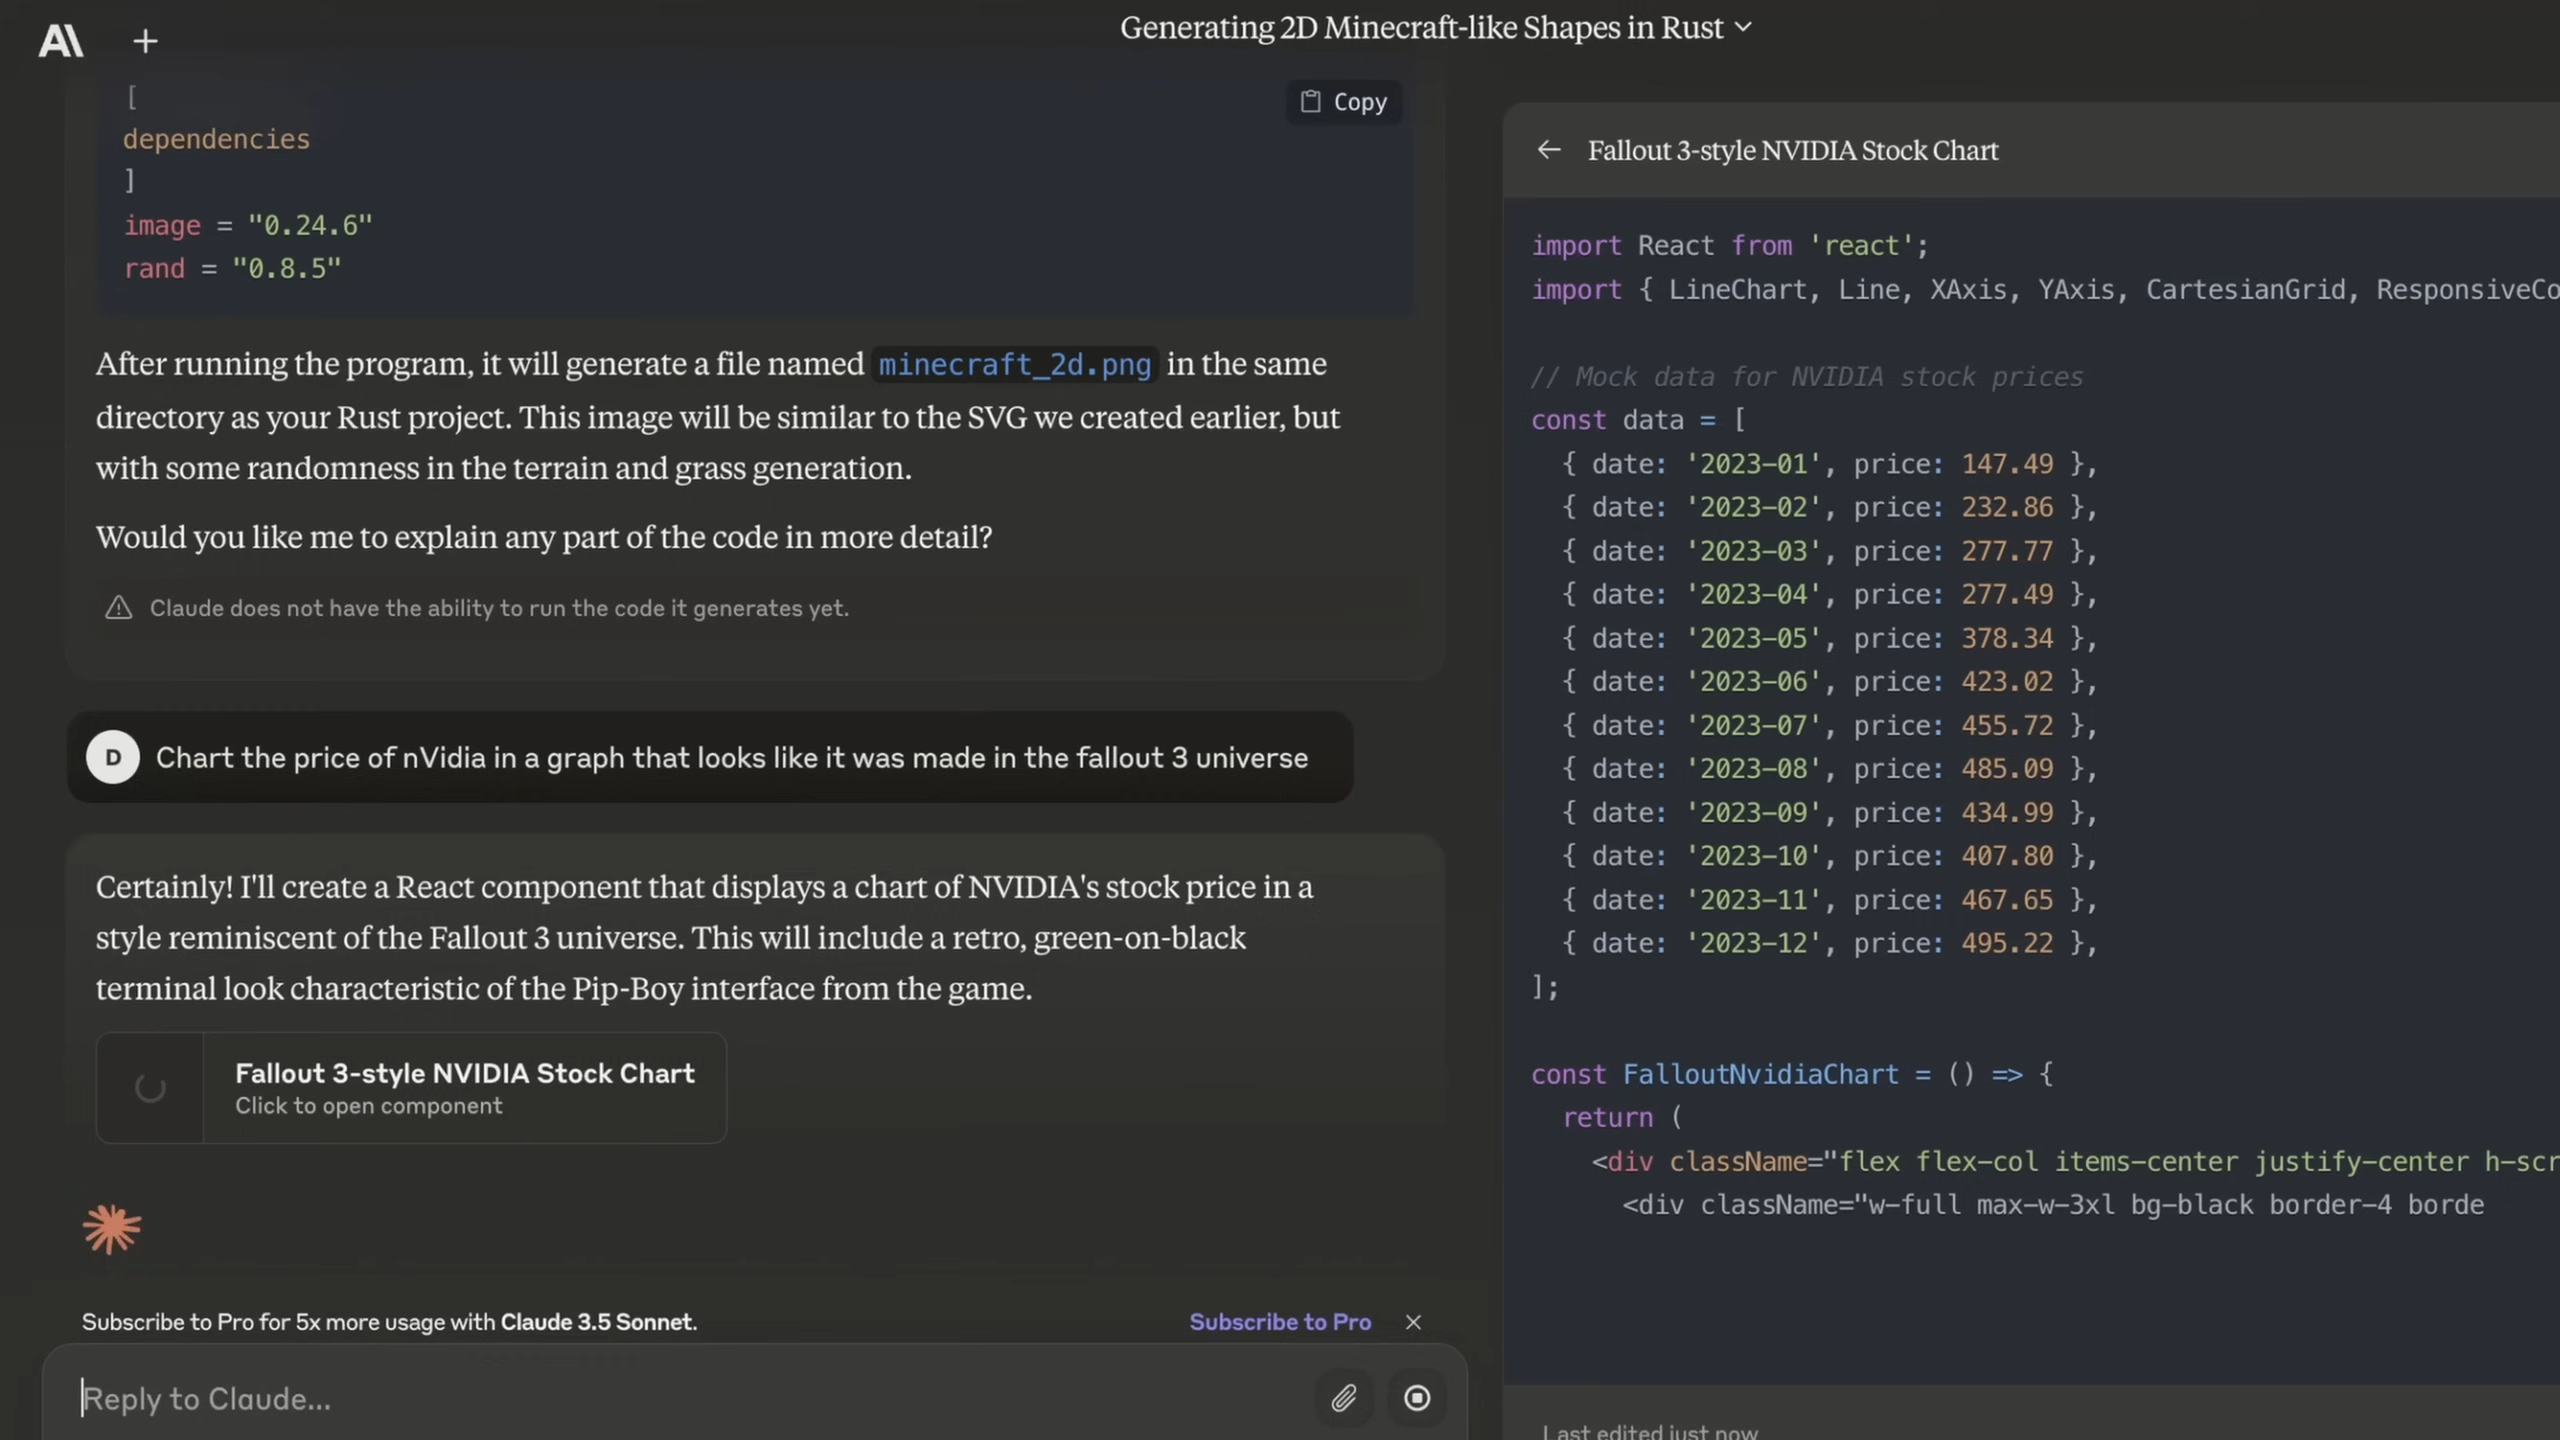 Generating 2D Minecraft-like Shapes in Rust
[
Copy
dependencies
]
image = "0.24.6"
rand = "0.8.5"
After running the program, it will generate a file named minecraft_2d.png in the same
directory as your Rust project. This image will be similar to the SVG we created earlier, but
with some randomness in the terrain and grass generation.
Would you like me to explain any part of the code in more detail?
Claude does not have the ability to run the code it generates yet.
D Chart the price of nVidia in a graph that looks like it was made in the fallout 3 universe
Certainly! I'll create a React component that displays a chart of NVIDIA's stock price in a
style reminiscent of the Fallout 3 universe. This will include a retro, green-on-black
terminal look characteristic of the Pip-Boy interface from the game.
Fallout 3-style NVIDIA Stock Chart
Click to open component
Subscribe to Pro for 5x more usage with Claude 3.5 Sonnet.
Subscribe to Pro
Reply to Claude...
Fallout 3-style NVIDIA Stock Chart
import React from 'react';
import { LineChart, Line, XAxis, YAxis, CartesianGrid, ResponsiveCo
// Mock data for NVIDIA stock prices
const data = [
{ date: '2023-01', price: 147.49 },
{ date: '2023-02', price: 232.86 },
{ date: '2023-03', price: 277.77 },
{ date: '2023-04', price: 277.49 },
{ date: '2023-05', price: 378.34 },
{ date: '2023-06', price: 423.02 },
{ date: '2023-07', price: 455.72 },
{ date: '2023-08', price: 485.09 },
{ date: '2023-09', price: 434.99 },
{ date: '2023-10', price: 407.80 },
{ date: '2023-11', price: 467.65 },
{ date: '2023-12', price: 495.22 },
];
const FalloutNvidiaChart = () => {
return (
<div className="flex flex-col items-center justify-center h-scr
<div className="w-full max-w-3xl bg-black border-4 borde
Last edited just now